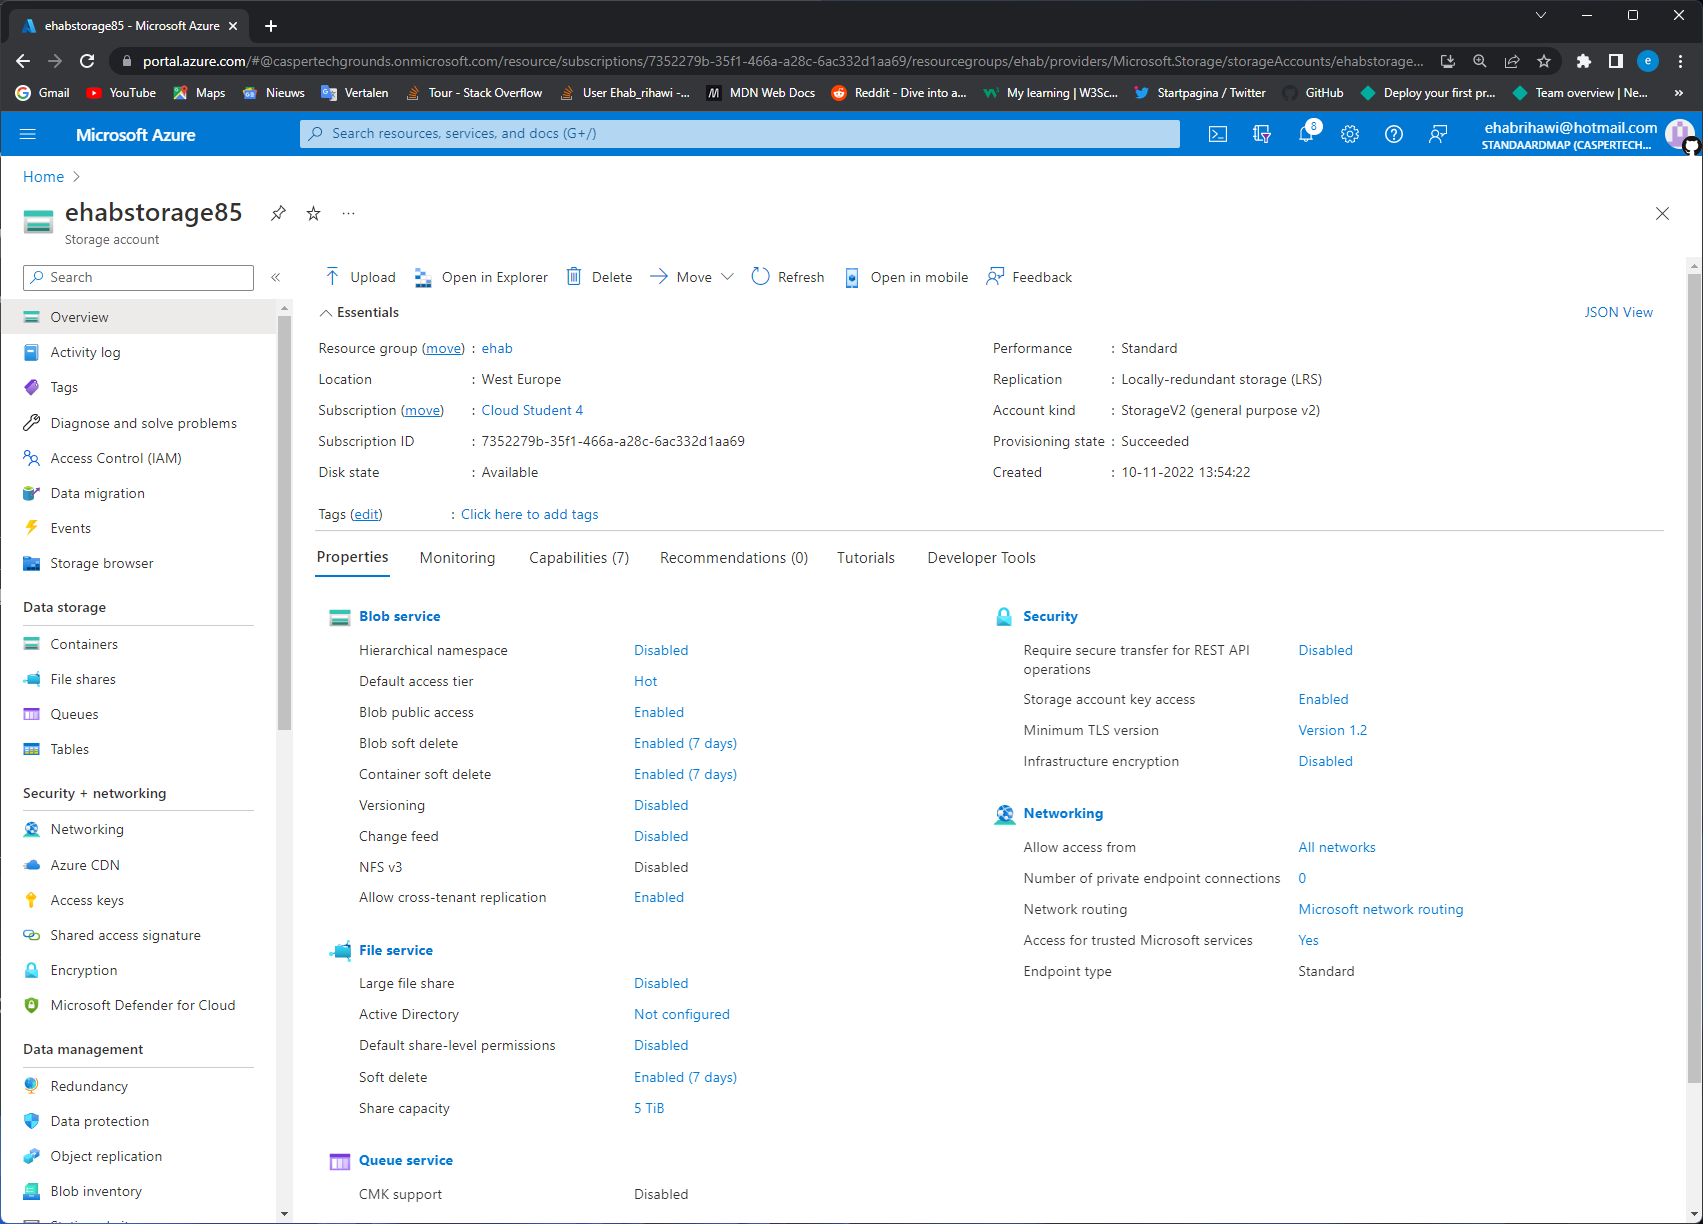 ehabstorage85 - Microsoft Azure
portal.azure.com/#@caspertechgrounds.onmicrosoft.com/resource/subscriptions/7352279b-35f1-466a-a28c-6ac332d1aa69/resourcegroups/ehab/providers/Microsoft.Storage/storageAccounts/ehabstorage...
e
Gmail YouTube Maps Nieuws Vertalen Tour - Stack Overflow User Ehab_rihawi -... MDN Web Docs Reddit - Dive into a... My learning | W3Sc... Startpagina / Twitter GitHub Deploy your first pr... Team overview | Ne... »
Microsoft Azure
Search resources, services, and docs (G+/)
8
ehabrihawi@hotmail.com
STANDAARDMAP (CASPERTECH...
Home
ehabstorage85
Storage account
Search
Overview
Activity log
Tags
Diagnose and solve problems
Access Control (IAM)
Data migration
Events
Storage browser
Data storage
Containers
File shares
Queues
Tables
Security + networking
Networking
Azure CDN
Access keys
Shared access signature
Encryption
Microsoft Defender for Cloud
Data management
Redundancy
Data protection
Object replication
Blob inventory
Upload Open in Explorer Delete Move Refresh Open in mobile Feedback
Essentials
JSON View
Resource group (move) : ehab
Location : West Europe
Subscription (move) : Cloud Student 4
Subscription ID : 7352279b-35f1-466a-a28c-6ac332d1aa69
Disk state : Available
Performance : Standard
Replication : Locally-redundant storage (LRS)
Account kind : StorageV2 (general purpose v2)
Provisioning state : Succeeded
Created : 10-11-2022 13:54:22
Tags (edit) : Click here to add tags
Properties Monitoring Capabilities (7) Recommendations (0) Tutorials Developer Tools
Blob service
Hierarchical namespace Disabled
Default access tier Hot
Blob public access Enabled
Blob soft delete Enabled (7 days)
Container soft delete Enabled (7 days)
Versioning Disabled
Change feed Disabled
NFS v3 Disabled
Allow cross-tenant replication Enabled
File service
Large file share Disabled
Active Directory Not configured
Default share-level permissions Disabled
Soft delete Enabled (7 days)
Share capacity 5 TiB
Queue service
CMK support Disabled
Security
Require secure transfer for REST API Disabled
operations
Storage account key access Enabled
Minimum TLS version Version 1.2
Infrastructure encryption Disabled
Networking
Allow access from All networks
Number of private endpoint connections 0
Network routing Microsoft network routing
Access for trusted Microsoft services Yes
Endpoint type Standard